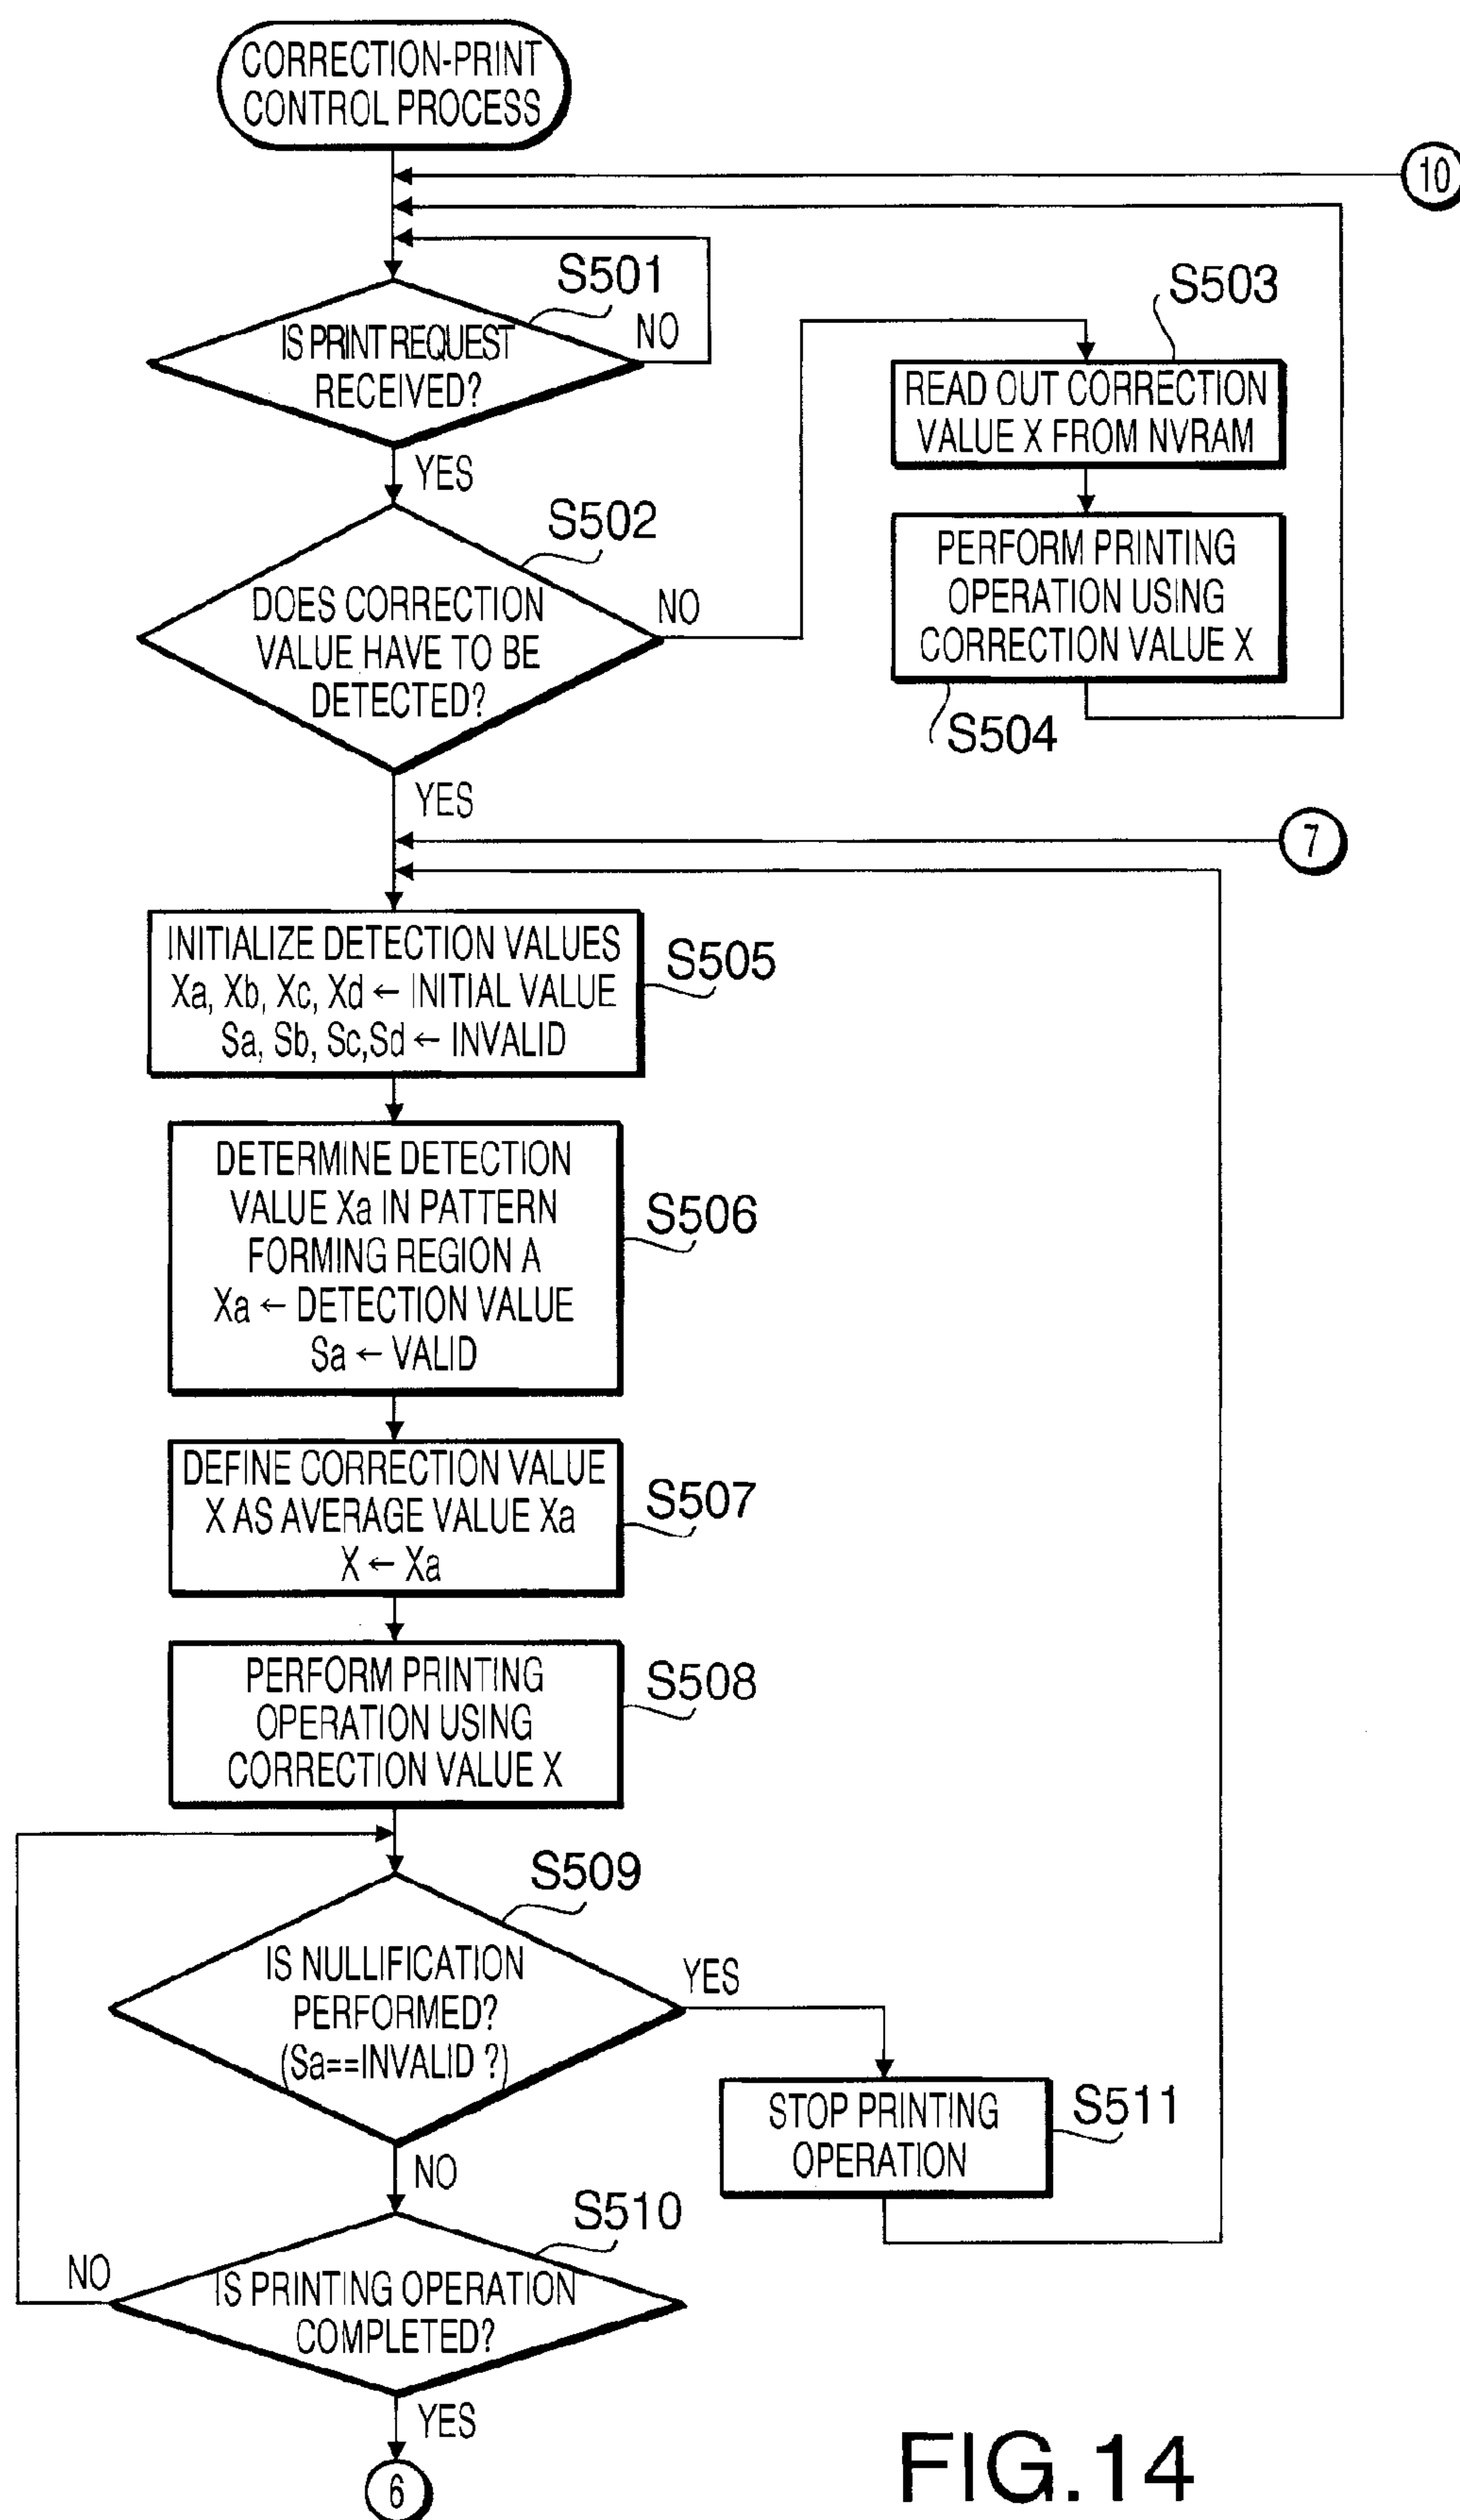 CORRECTION-PRINT
CONTROL PROCESS
10
S501
IS PRINT REQUEST
RECEIVED?
NO
YES
S502
DOES CORRECTION
VALUE HAVE TO BE
DETECTED?
NO
YES
S503
READ OUT CORRECTION
VALUE X FROM NVRAM
PERFORM PRINTING
OPERATION USING
CORRECTION VALUE X
S504
7
INITIALIZE DETECTION VALUES
Xa, Xb, Xc, Xd ← INITIAL VALUE
Sa, Sb, Sc,Sd ← INVALID
S505
DETERMINE DETECTION
VALUE Xa IN PATTERN
FORMING REGION A
Xa ← DETECTION VALUE
Sa ← VALID
S506
DEFINE CORRECTION VALUE
X AS AVERAGE VALUE Xa
X ← Xa
S507
PERFORM PRINTING
OPERATION USING
CORRECTION VALUE X
S508
S509
IS NULLIFICATION
PERFORMED?
(Sa==INVALID ?)
YES
NO
STOP PRINTING
OPERATION
S511
S510
IS PRINTING OPERATION
COMPLETED?
NO
YES
6
FIG.14